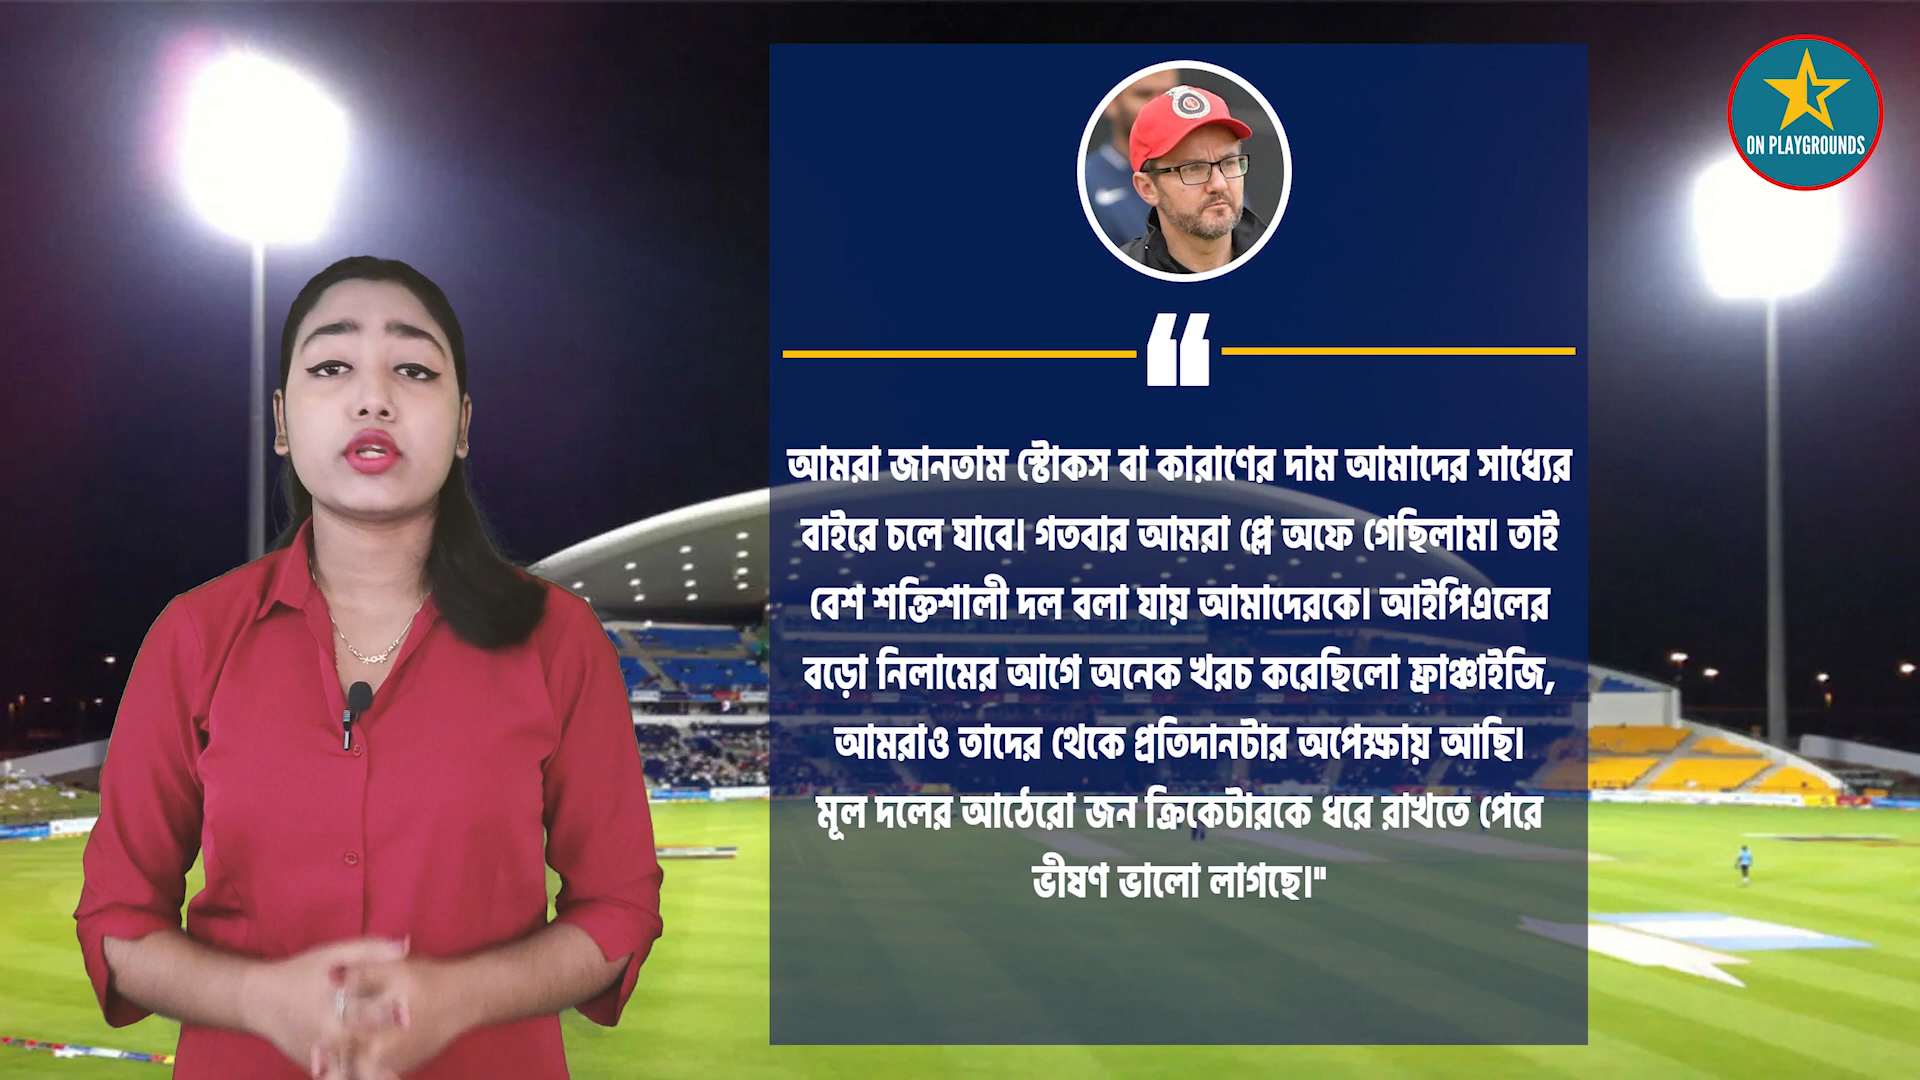 ON PLAYGROUNDS
❝
আমরা জানতাম স্টোকস বা কারাণের দাম আমাদের সাধ্যের
বাইরে চলে যাবে। গতবার আমরা প্লে অফে গেছিলাম। তাই
বেশ শক্তিশালী দল বলা যায় আমাদেরকে। আইপিএলের
বড়ো নিলামের আগে অনেক খরচ করেছিলো ফ্রাঞ্চাইজি,
আমরাও তাদের থেকে প্রতিদানটার অপেক্ষায় আছি।
মূল দলের আঠেরো জন ক্রিকেটারকে ধরে রাখতে পেরে
ভীষণ ভালো লাগছে।"